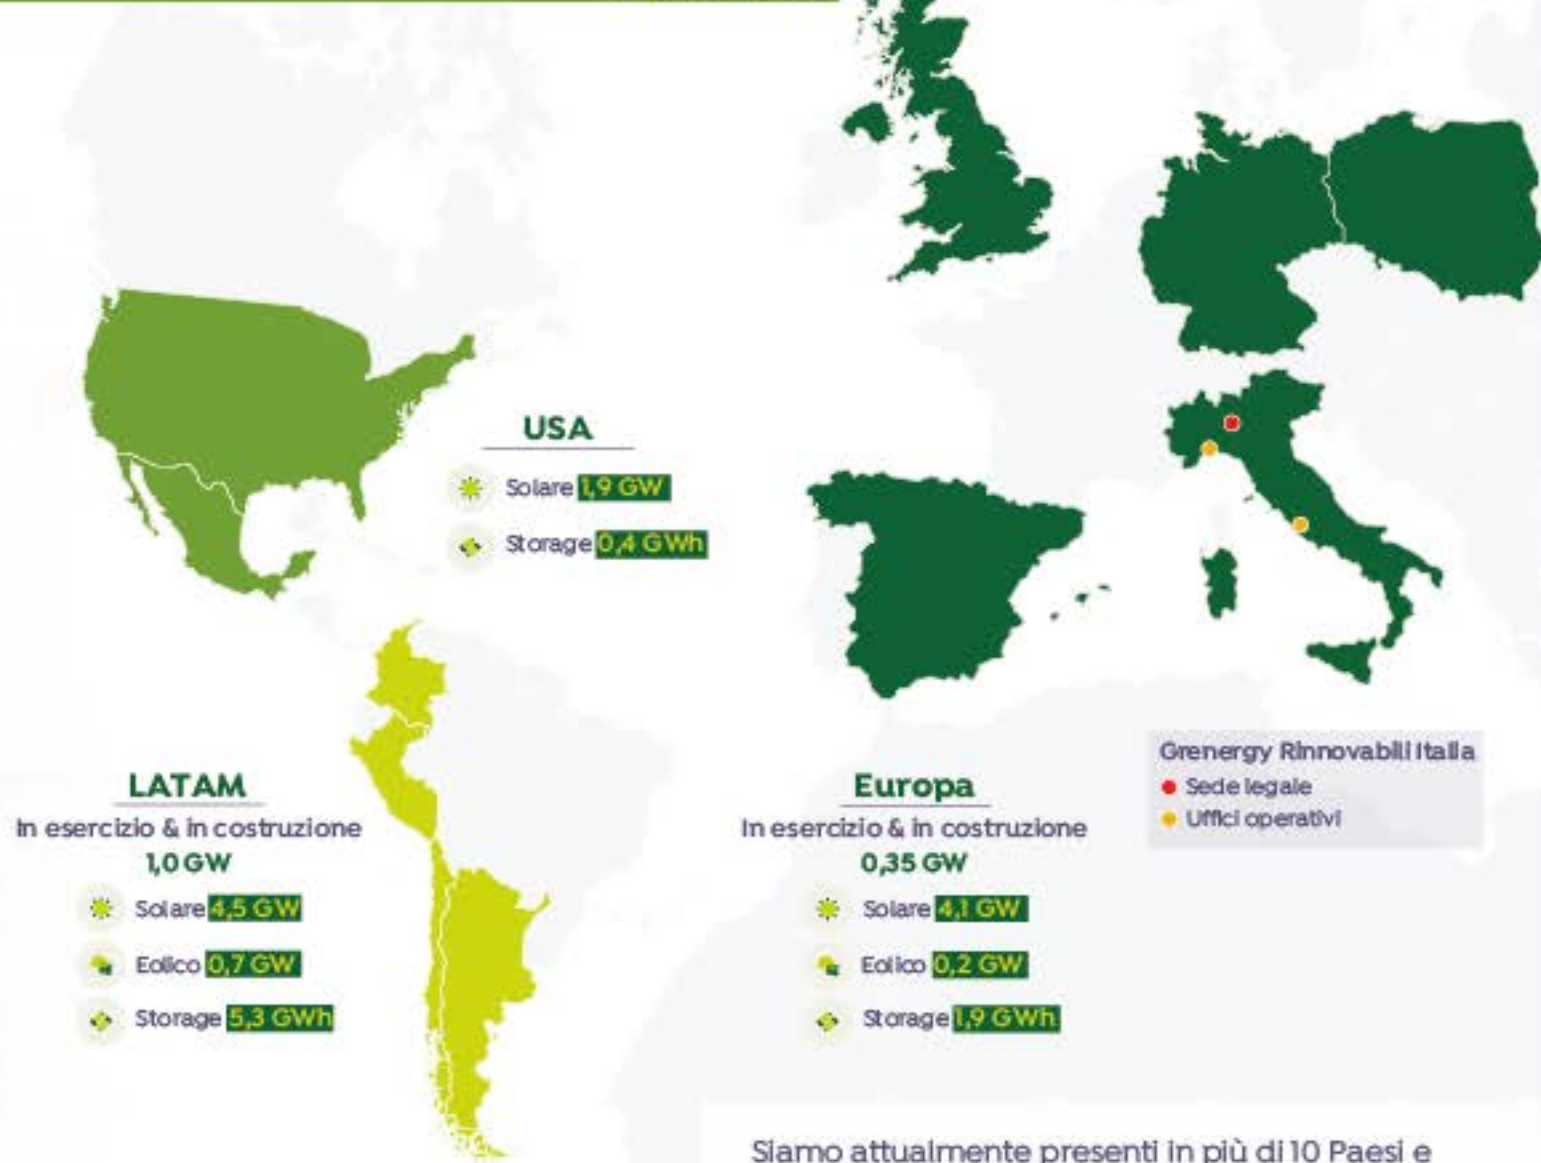 USA
Solare 1,9 GW
Storage 0,4 GWh
LATAM
In esercizio & in costruzione
1,0 GW
Solare 4,5 GW
Eolico 0,7 GW
Storage 5,3 GWh
Europa
In esercizio & in costruzione
0,35 GW
Solare 4,1 GW
Eolico 0,2 GW
Storage 1,9 GWh
Grenergy Rinnovabili Italia
Sede legale
Uffici operativi
Siamo attualmente presenti in più di 10 Paesi e